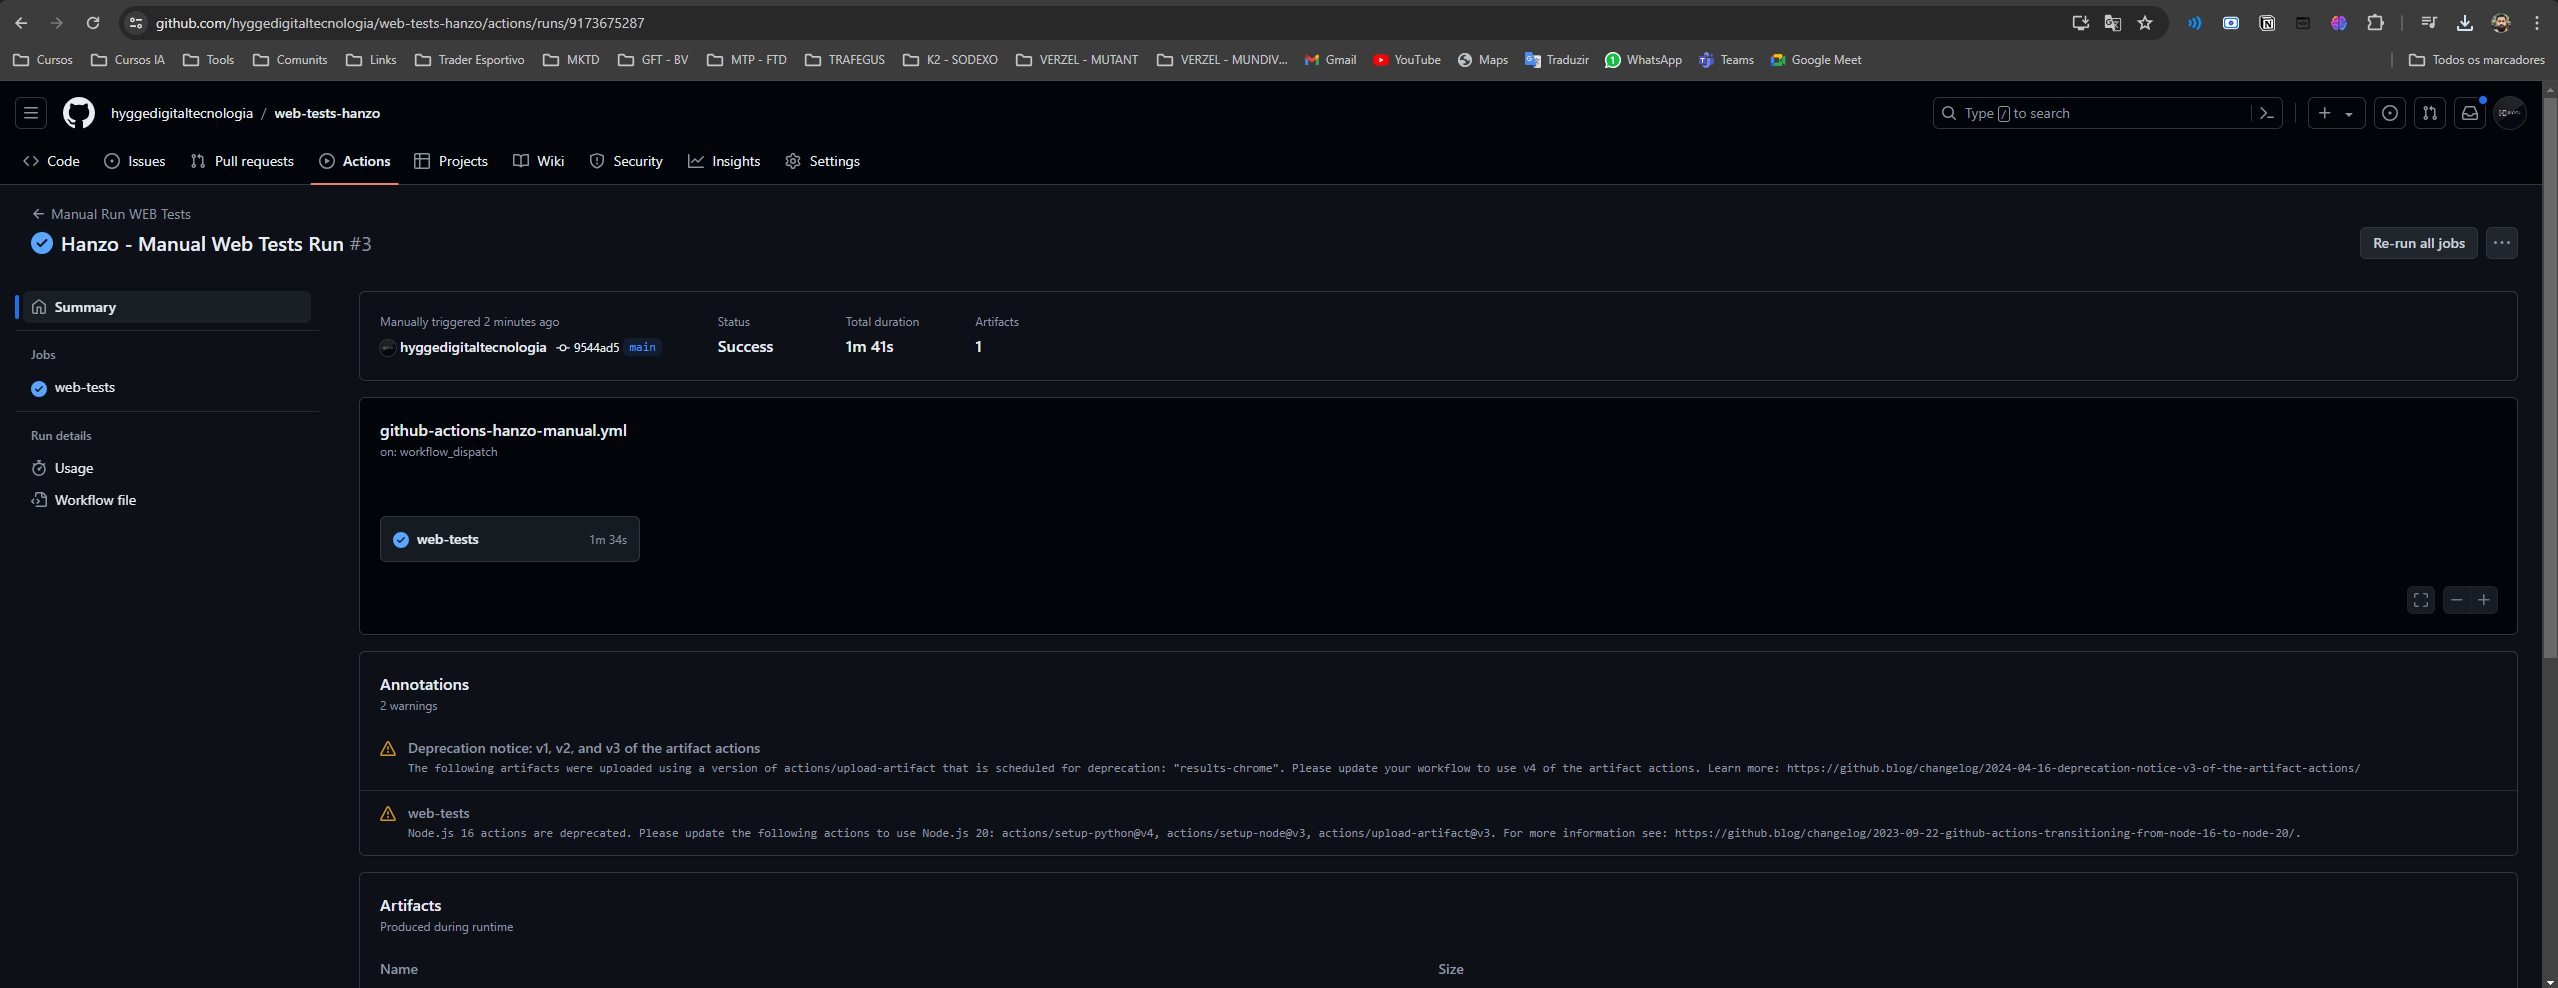 github.com/hyggedigitaltecnologia/web-tests-hanzo/actions/runs/9173675287
Cursos Cursos IA Tools Comunits Links Trader Esportivo MKTD GFT - BV MTP - FTD TRAFEGUS K2 - SODEXO VERZEL - MUTANT VERZEL - MUNDIV... Gmail YouTube Maps Traduzir WhatsApp Teams Google Meet Todos os marcadores
hyggedigitaltecnologia / web-tests-hanzo Type / to search
Code Issues Pull requests Actions Projects Wiki Security Insights Settings
Manual Run WEB Tests
Hanzo - Manual Web Tests Run #3
Re-run all jobs
Summary
Jobs
web-tests
Run details
Usage
Workflow file
Manually triggered 2 minutes ago Status Total duration Artifacts
hyggedigitaltecnologia 9544ad5 main Success 1m 41s 1
github-actions-hanzo-manual.yml
on: workflow_dispatch
web-tests 1m 34s
Annotations
2 warnings
Deprecation notice: v1, v2, and v3 of the artifact actions
The following artifacts were uploaded using a version of actions/upload-artifact that is scheduled for deprecation: "results-chrome". Please update your workflow to use v4 of the artifact actions. Learn more: https://github.blog/changelog/2024-04-16-deprecation-notice-v3-of-the-artifact-actions/
web-tests
Node.js 16 actions are deprecated. Please update the following actions to use Node.js 20: actions/setup-python@v4, actions/setup-node@v3, actions/upload-artifact@v3. For more information see: https://github.blog/changelog/2023-09-22-github-actions-transitioning-from-node-16-to-node-20/.
Artifacts
Produced during runtime
Name Size